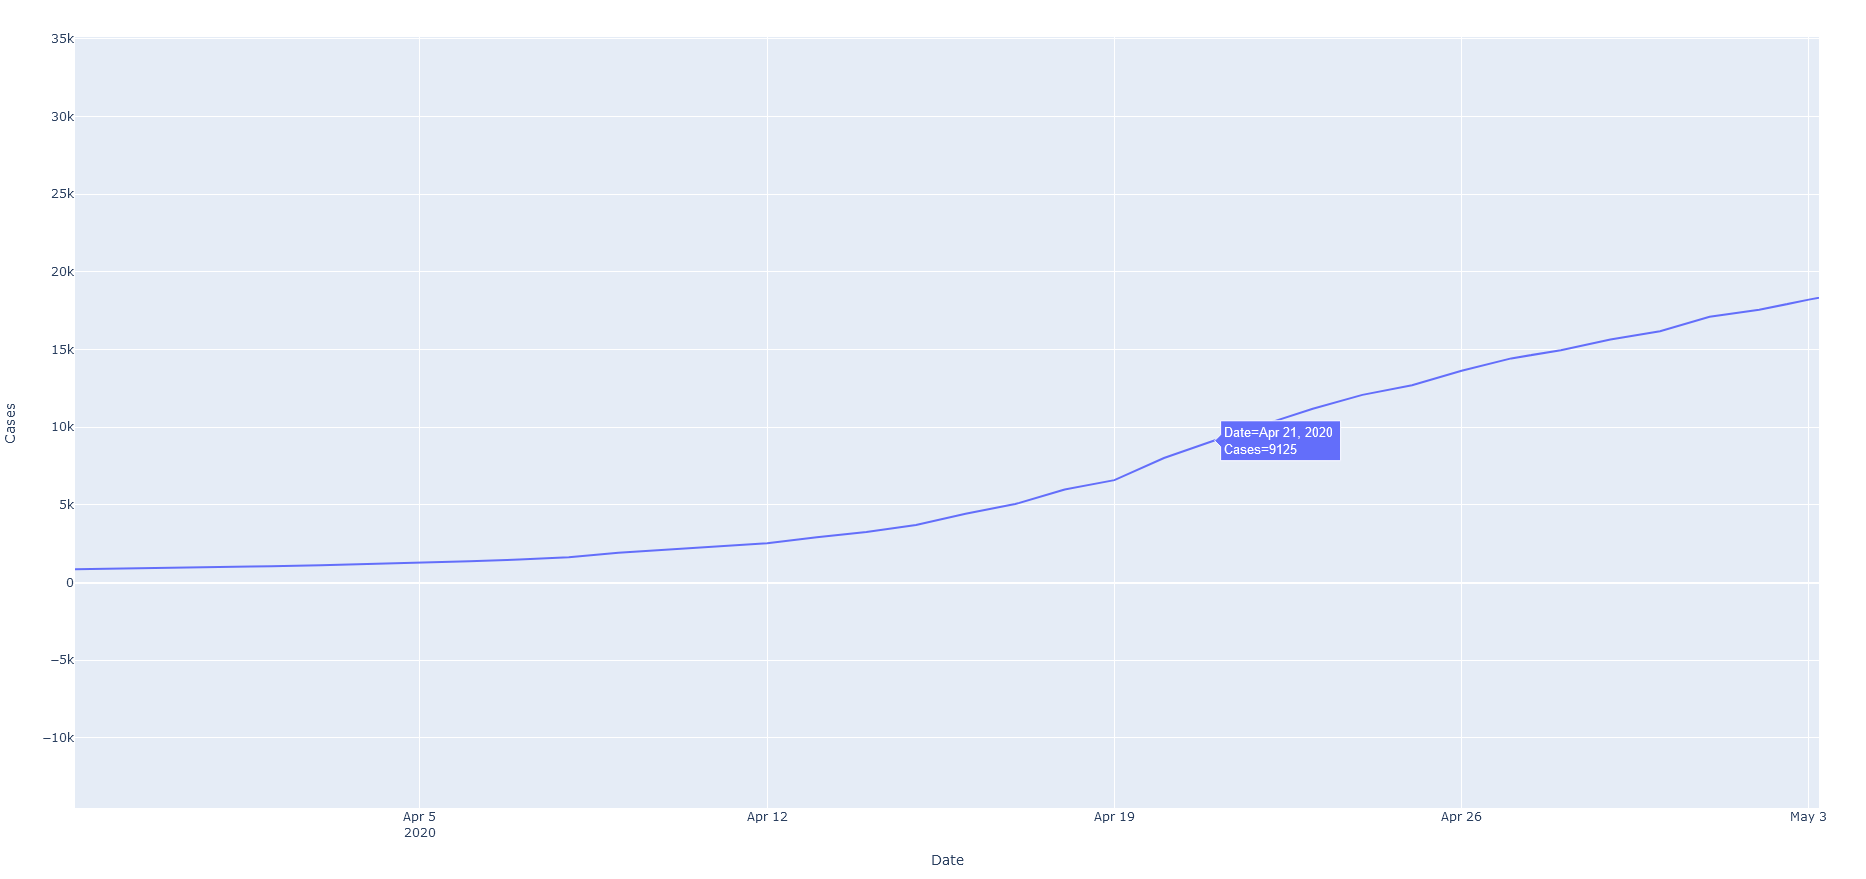 35k
30k
25k
20k
15k
10k
5k
0
−5k
−10k
Cases
Date=Apr 21, 2020
Cases=9125
Apr 5
2020
Apr 12
Apr 19
Apr 26
May 3
Date